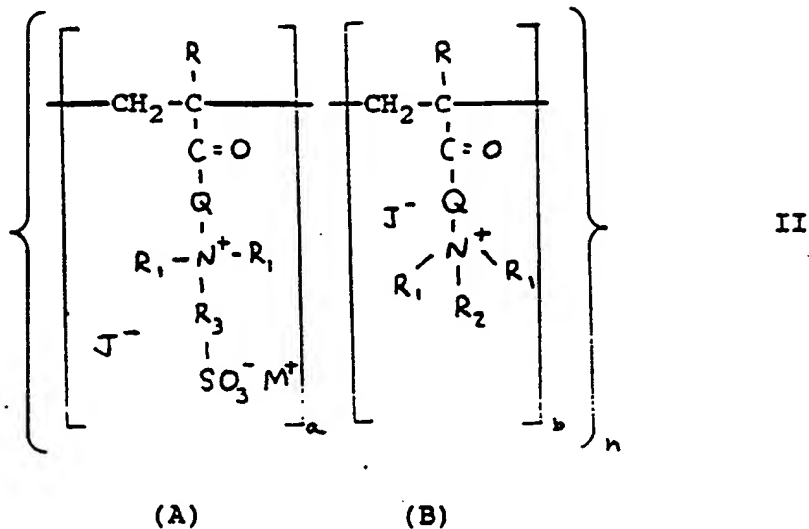 R R
CH₂-C CH₂-C
C=O C=O
Q J⁻ Q
R₁-N⁺-R₁ N⁺ II
R₃ R₁ R₂ R₁
J⁻
SO₃⁻ M⁺
a b n
(A) (B)